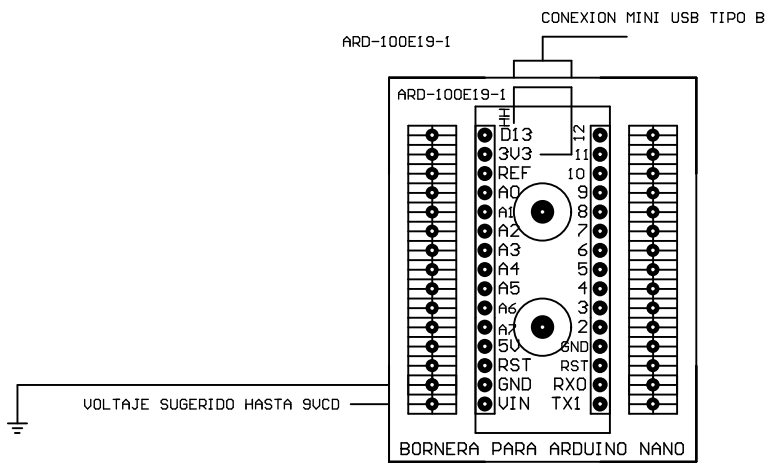 CONEXION MINI USB TIPO B
ARD-100E19-1
ARD-100E19-1
D13 12
3V3 11
REF 10
A0 9
A1 8
A2 7
A3 6
A4 5
A5 4
A6 3
A7 2
5V GND
RST RST
GND RX0
VIN TX1
VOLTAJE SUGERIDO HASTA 9VCD
BORNERA PARA ARDUINO NANO